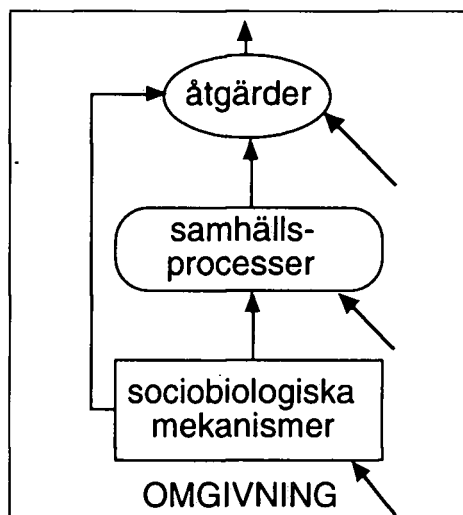 åtgärder
samhälls-
processer
sociobiologiska
mekanismer
OMGIVNING